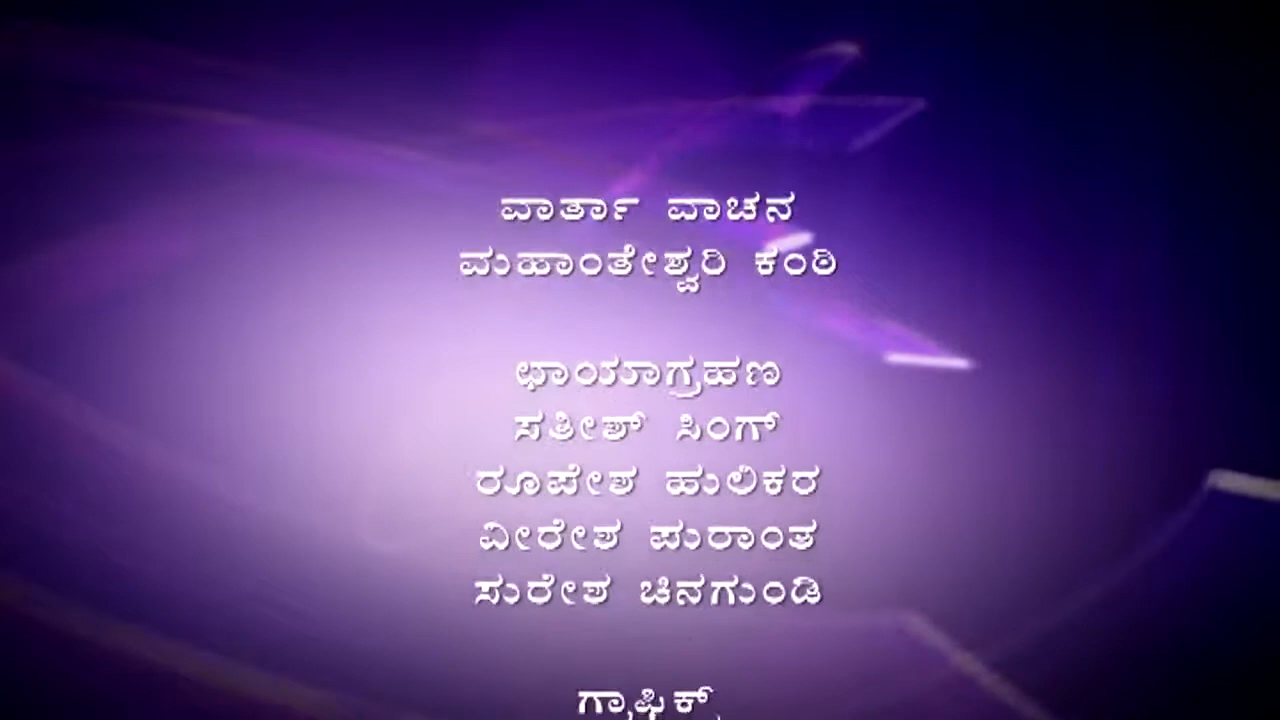 ವಾರ್ತಾ ವಾಚನ
ಮಹಾಂತೇಶ್ವರಿ ಕಂಠಿ
ಛಾಯಾಗ್ರಹಣ
ಸತೀಶ್ ಸಿಂಗ್
ರೂಪೇಶ ಹುಲಿಕರ
ವೀರೇಶ ಪುರಾಂತ
ಸುರೇಶ ಚಿನಗುಂಡಿ
ಗ್ರಾಫಿಕ್ಸ್